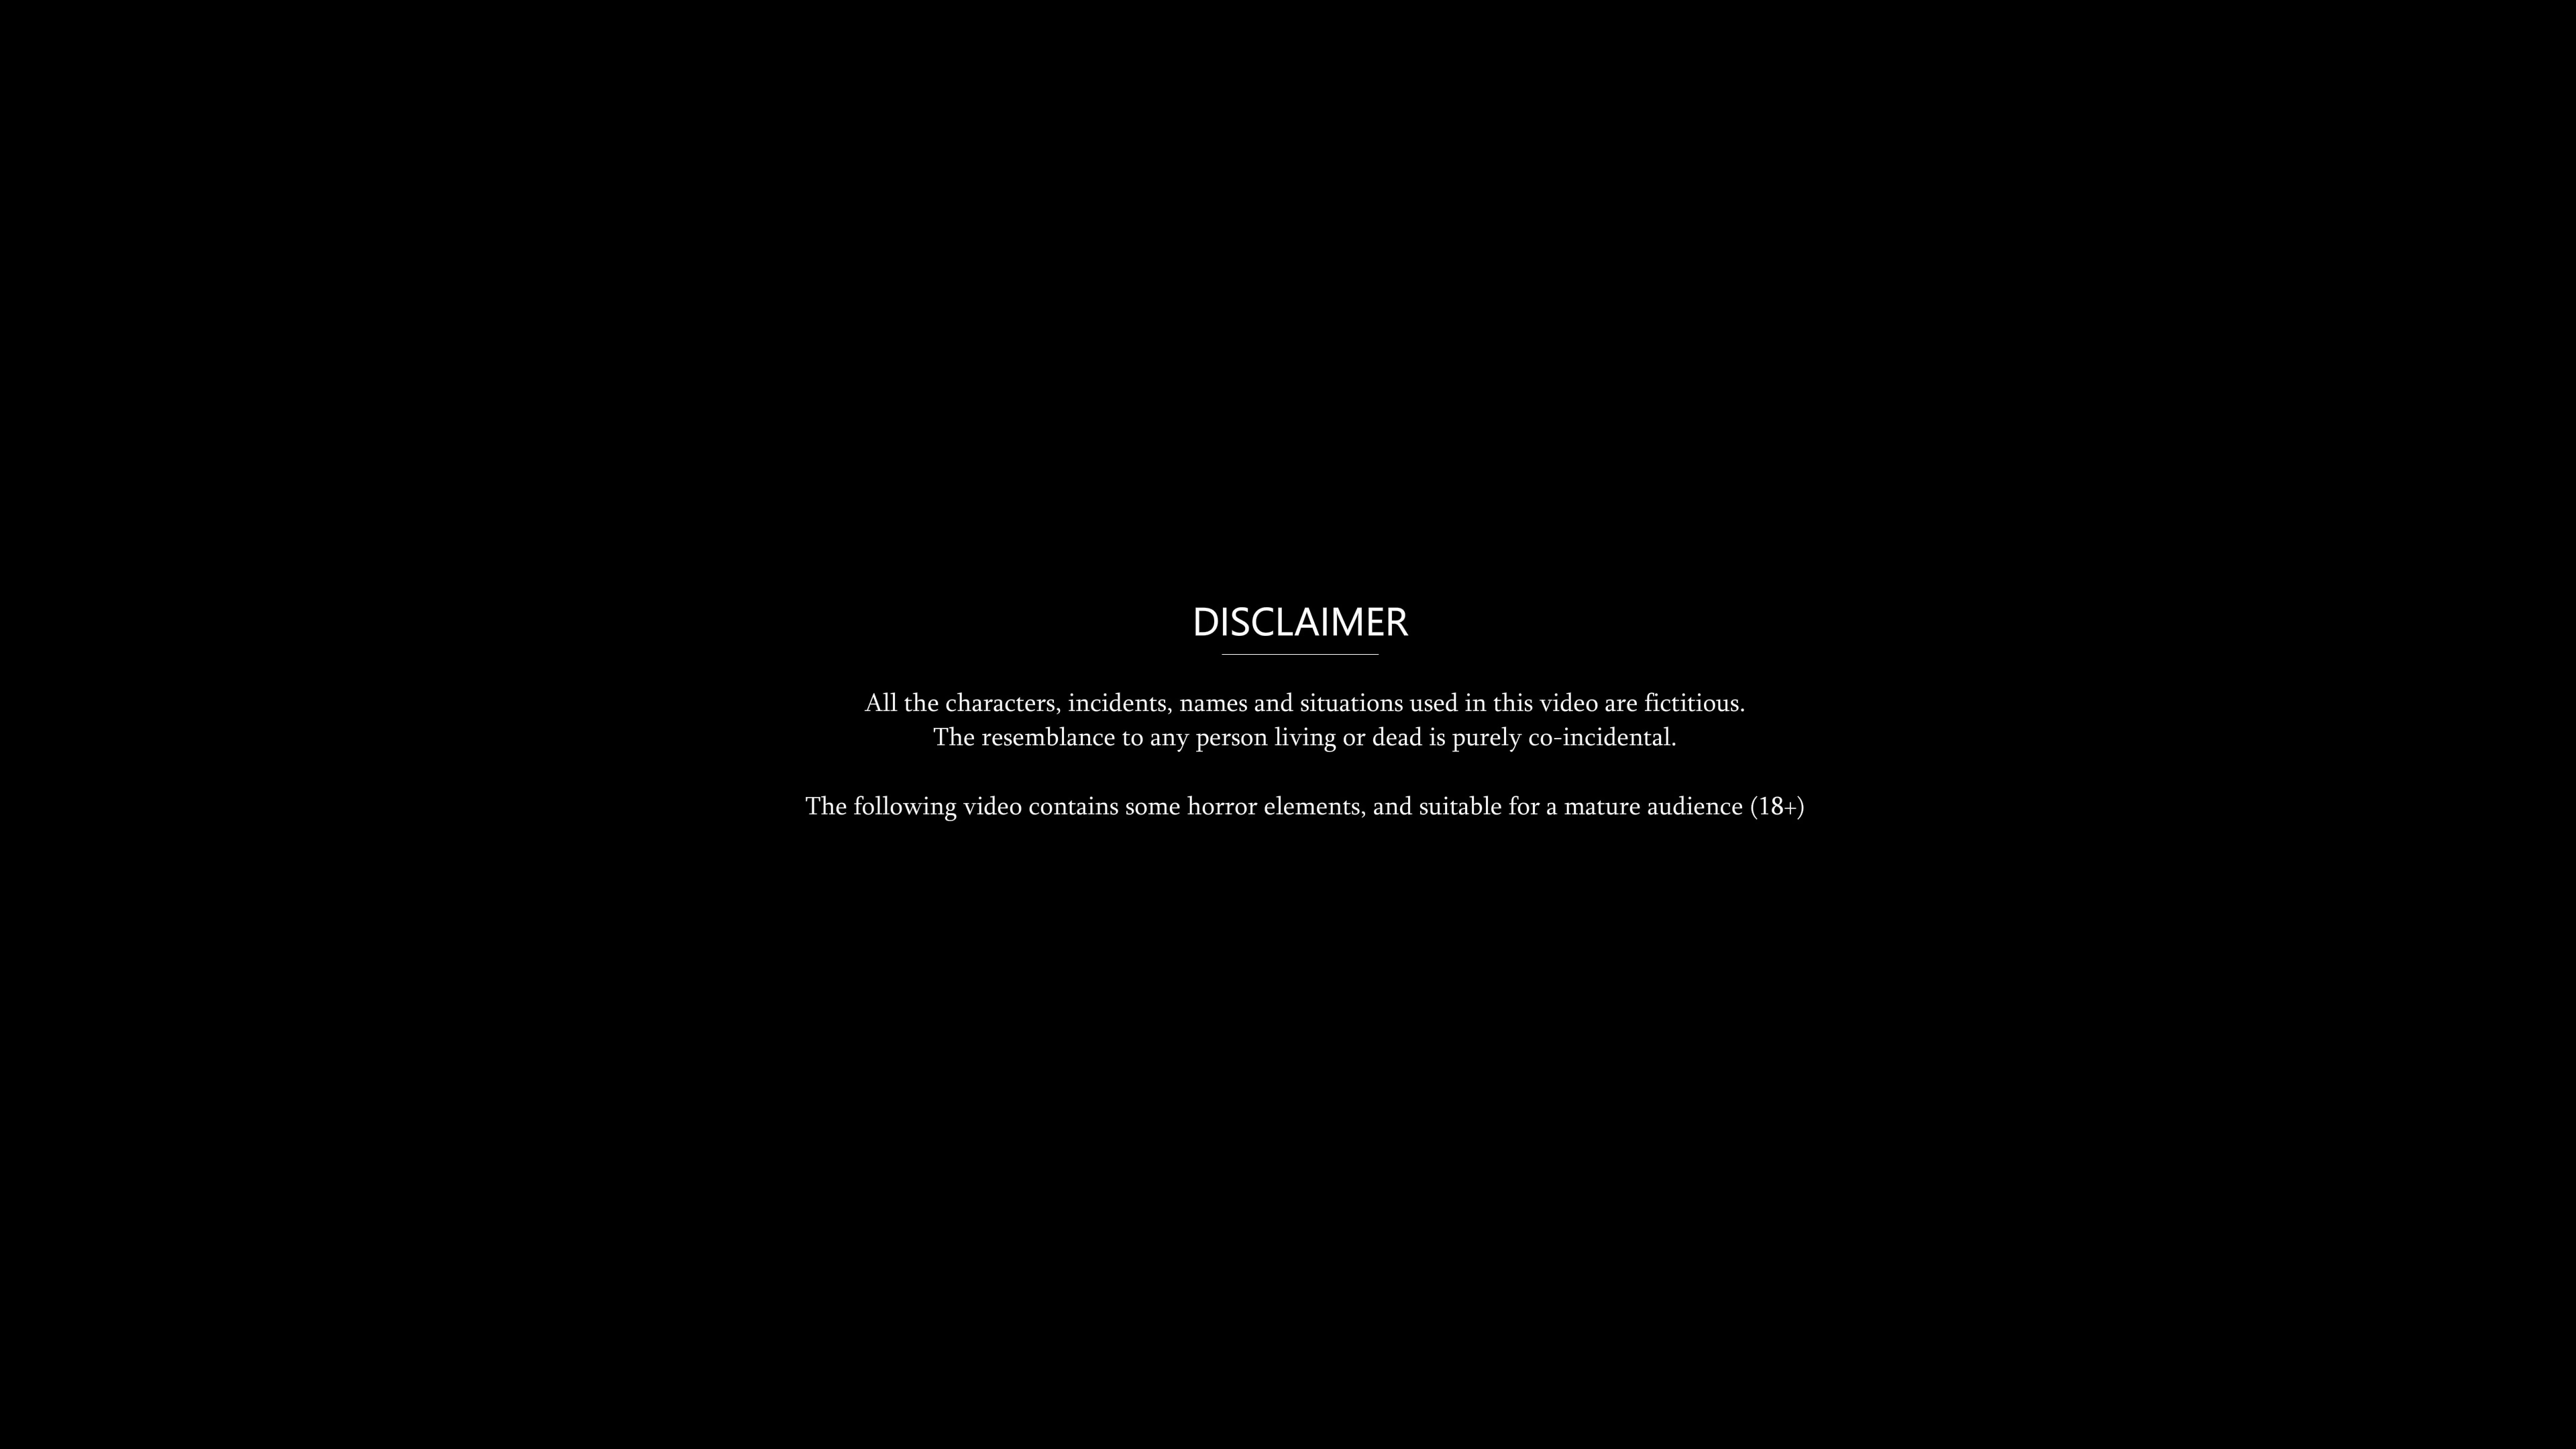 DISCLAIMER
All the characters, incidents, names and situations used in this video are fictitious.
The resemblance to any person living or dead is purely co-incidental.
The following video contains some horror elements, and suitable for a mature audience (18+)